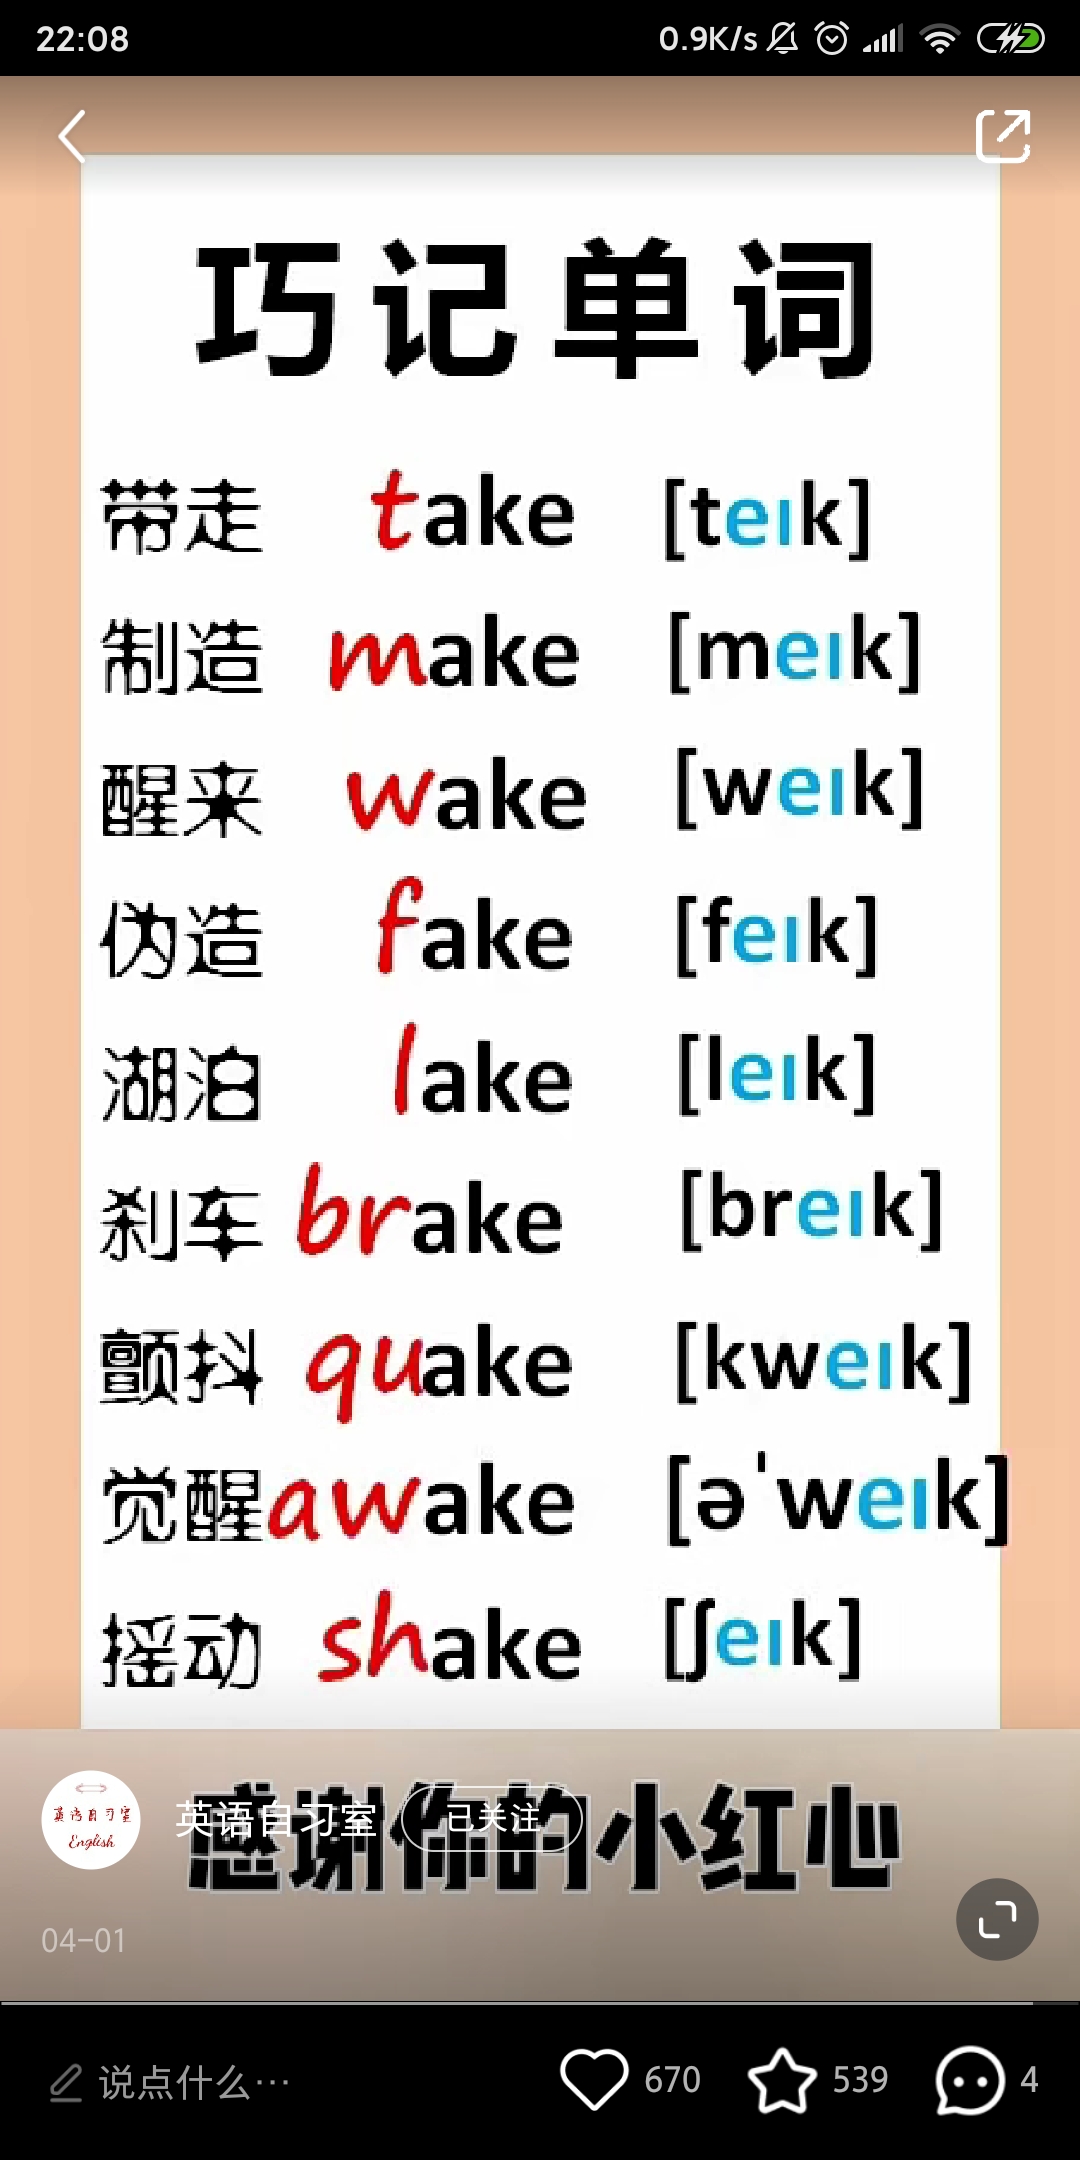 22:08 0.9K/s
巧记单词
带走 take [teɪk]
制造 make [meɪk]
醒来 wake [weɪk]
伪造 fake [feɪk]
湖泊 lake [leɪk]
刹车 brake [breɪk]
颤抖 quake [kweɪk]
觉醒 awake [əˈweɪk]
摇动 shake [ʃeɪk]
感谢你的小红心
英语自习室
English
英语自习室 已关注
04-01
说点什么… 670 539 4